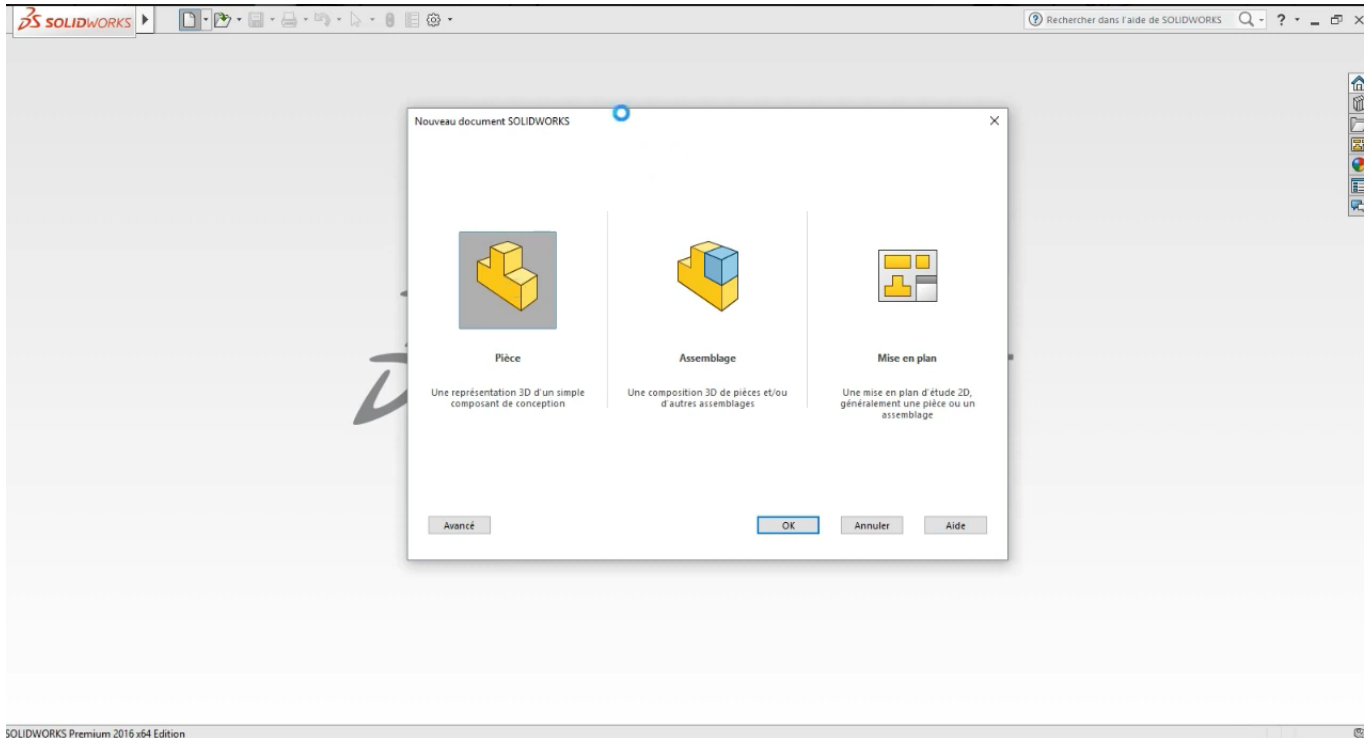 SOLIDWORKS
Rechercher dans l'aide de SOLIDWORKS
Nouveau document SOLIDWORKS
Pièce
Assemblage
Mise en plan
Une représentation 3D d'un simple
composant de conception
Une composition 3D de pièces et/ou
d'autres assemblages
Une mise en plan d'étude 2D,
généralement une pièce ou un
assemblage
Avancé
OK
Annuler
Aide
SOLIDWORKS Premium 2016 x64 Edition